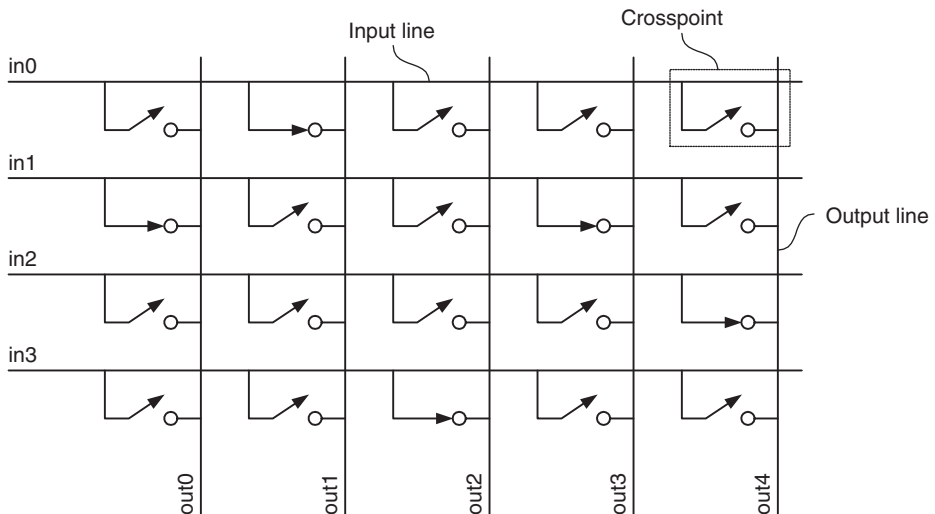 Crosspoint
Input line
in0
in1
Output line
in2
in3
out0
out1
out2
out3
out4